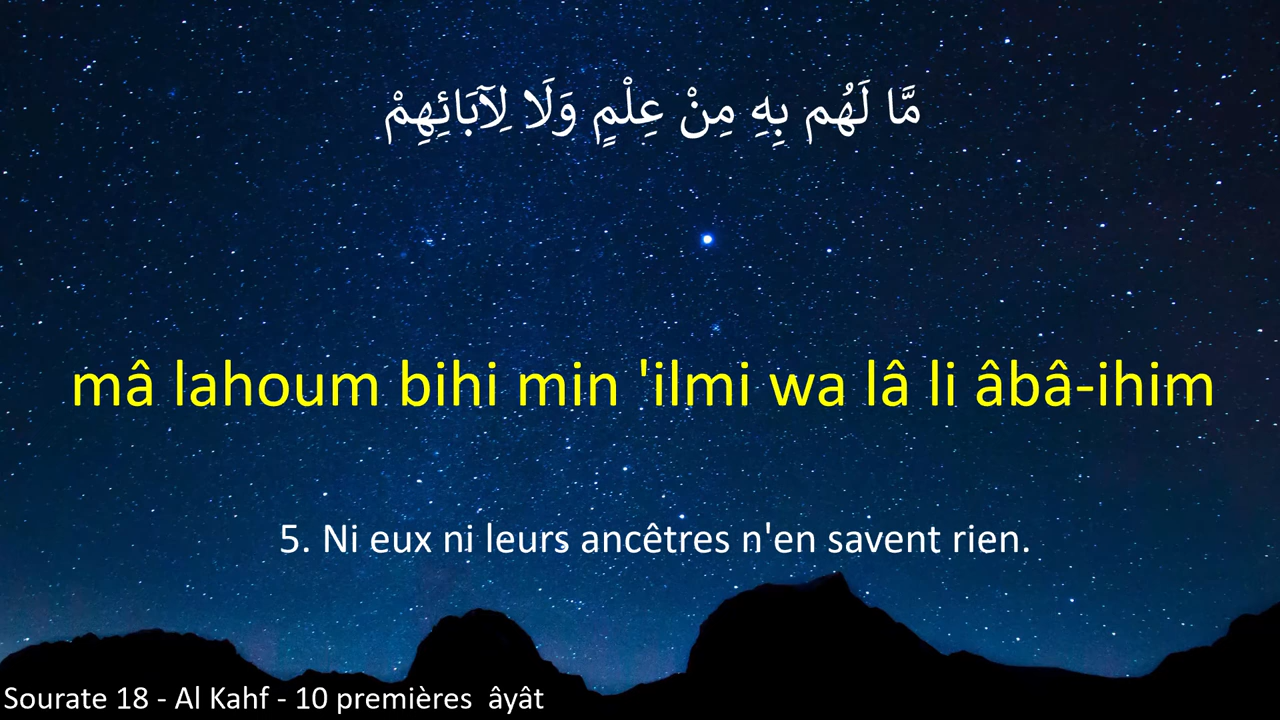 مَّا لَهُم بِهِ مِنْ عِلْمٍ وَلَا لِآبَائِهِمْ
mâ lahoum bihi min 'ilmi wa lâ li âbâ-ihim
5. Ni eux ni leurs ancêtres n'en savent rien.
Sourate 18 - Al Kahf - 10 premières  âyât